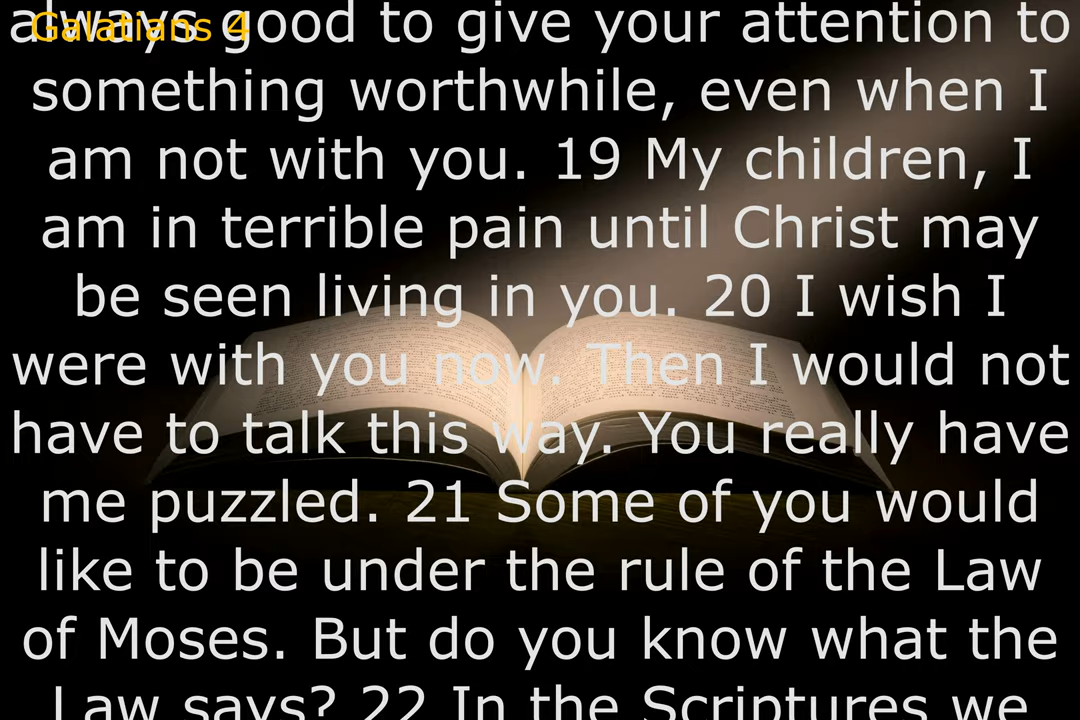 always good to give your attention to
Galatians 4
something worthwhile, even when I
am not with you. 19 My children, I
am in terrible pain until Christ may
be seen living in you. 20 I wish I
were with you now. Then I would not
have to talk this way. You really have
me puzzled. 21 Some of you would
like to be under the rule of the Law
of Moses. But do you know what the
Law says? 22 In the Scriptures we